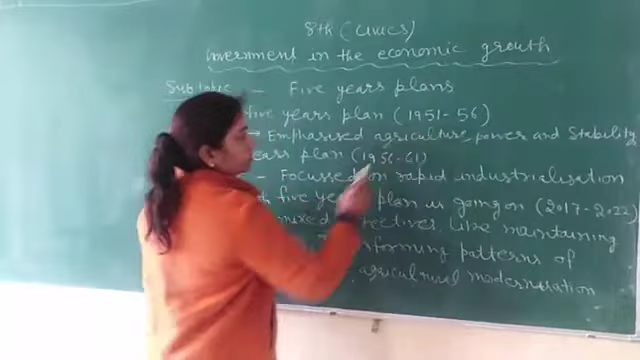 8th (Civics)
Government in the economic growth
Sub topic - Five years plans
five years plan (1951-56)
→ Emphasised agriculture, power and Stability
years plan (1956-61)
- Focussed on rapid industrialisation
five year plan is going on (2017-2022)
mixed objectives like maintaining
patterns of
agricultural modernisation